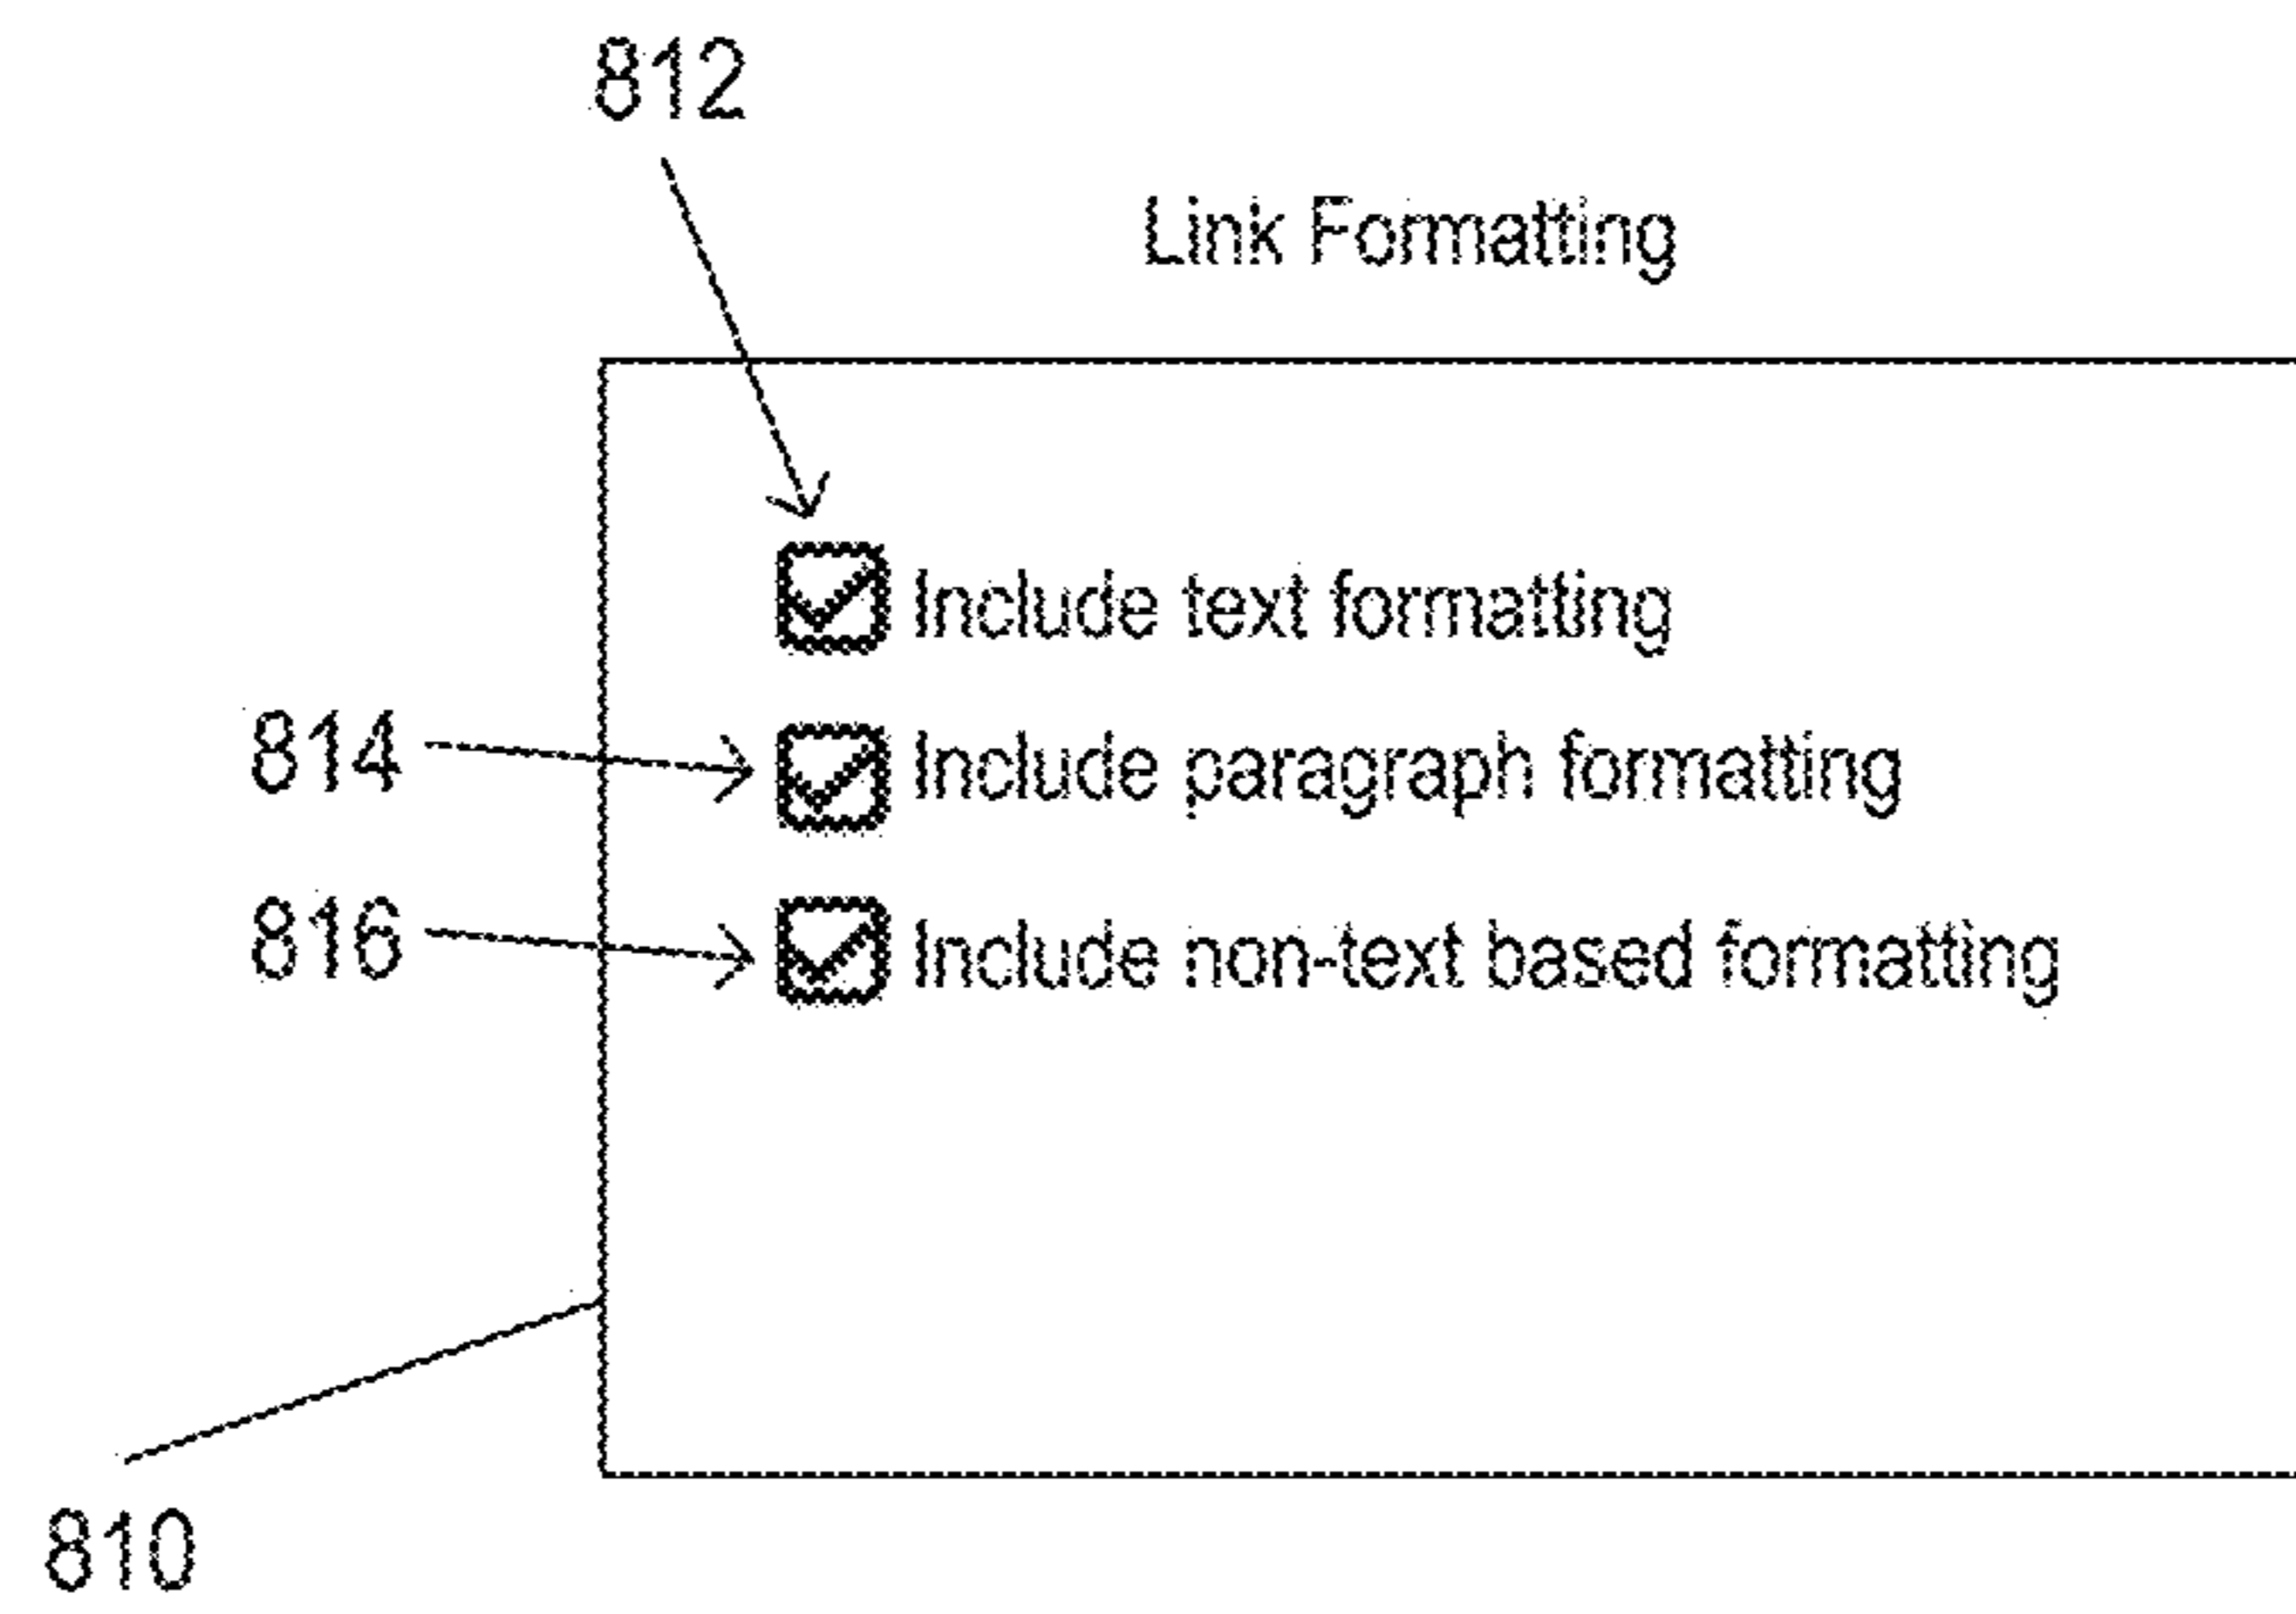 812
Link Formatting
Include text formatting
814 Include paragraph formatting
816 Include non-text based formatting
810